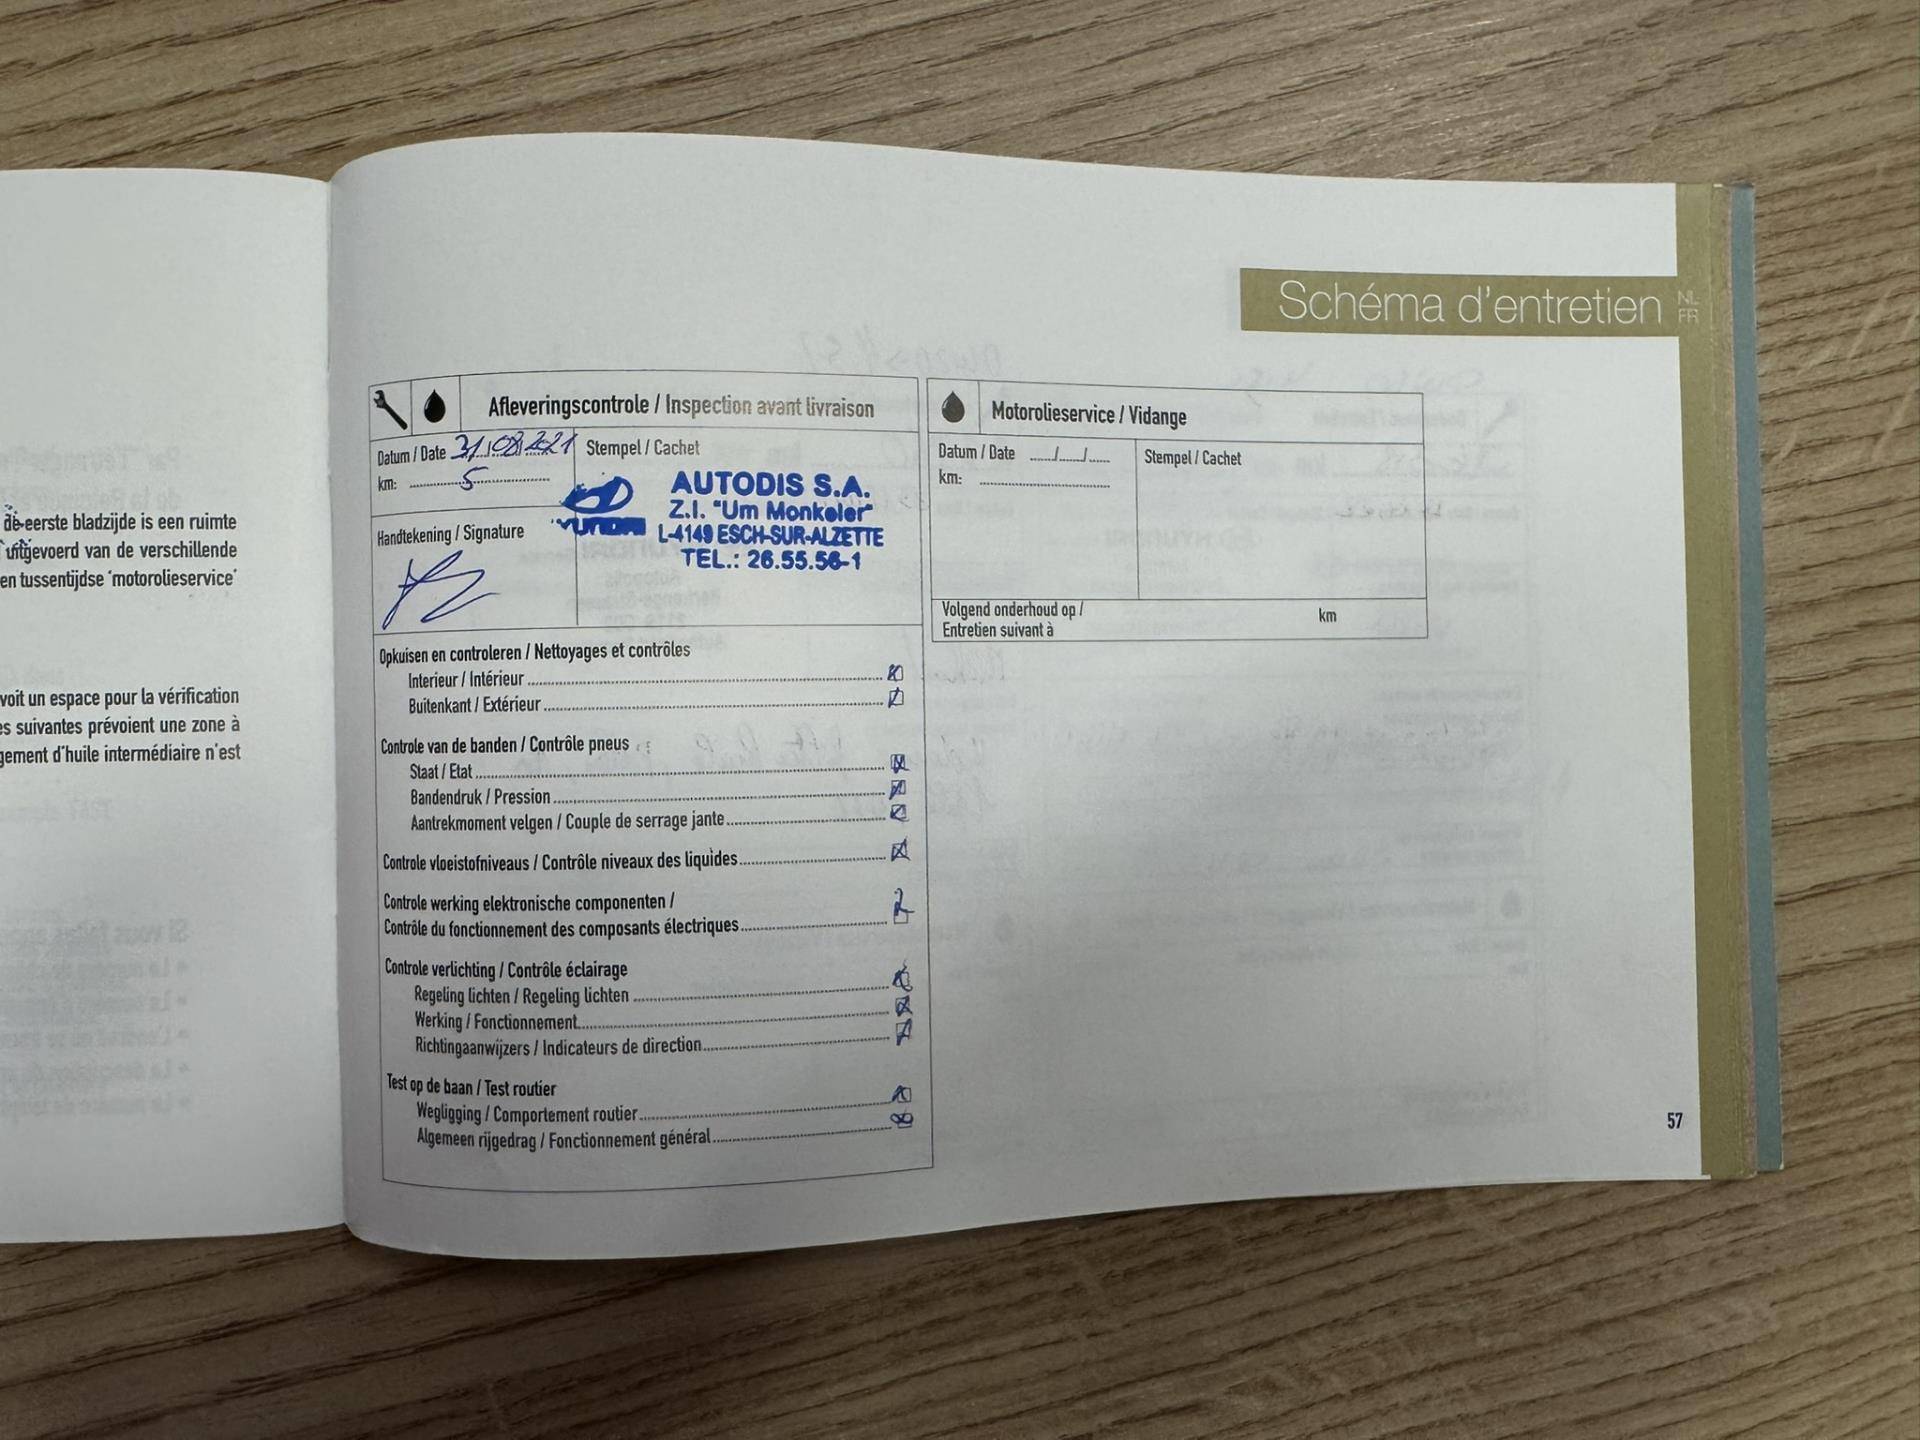 de eerste bladzijde is een ruimte
uitgevoerd van de verschillende
en tussentijdse 'motorolieservice'
voit un espace pour la vérification
es suivantes prévoient une zone à
gement d'huile intermédiaire n'est
Schéma d'entretien NL FR
Afleveringscontrole / Inspection avant livraison
Datum / Date 31/08/2021
km: 5
Stempel / Cachet
HYUNDAI
AUTODIS S.A.
Z.I. "Um Monkeler"
L-4149 ESCH-SUR-ALZETTE
TEL.: 26.55.56-1
Handtekening / Signature
Opkuisen en controleren / Nettoyages et contrôles
Interieur / Intérieur
Buitenkant / Extérieur
Controle van de banden / Contrôle pneus
Staat / Etat
Bandendruk / Pression
Aantrekmoment velgen / Couple de serrage jante
Controle vloeistofniveaus / Contrôle niveaux des liquides
Controle werking elektronische componenten /
Contrôle du fonctionnement des composants électriques
Controle verlichting / Contrôle éclairage
Regeling lichten / Regeling lichten
Werking / Fonctionnement
Richtingaanwijzers / Indicateurs de direction
Test op de baan / Test routier
Wegligging / Comportement routier
Algemeen rijgedrag / Fonctionnement général
Motorolieservice / Vidange
Datum / Date ..../..../....
km:
Stempel / Cachet
Volgend onderhoud op /
Entretien suivant à km
57